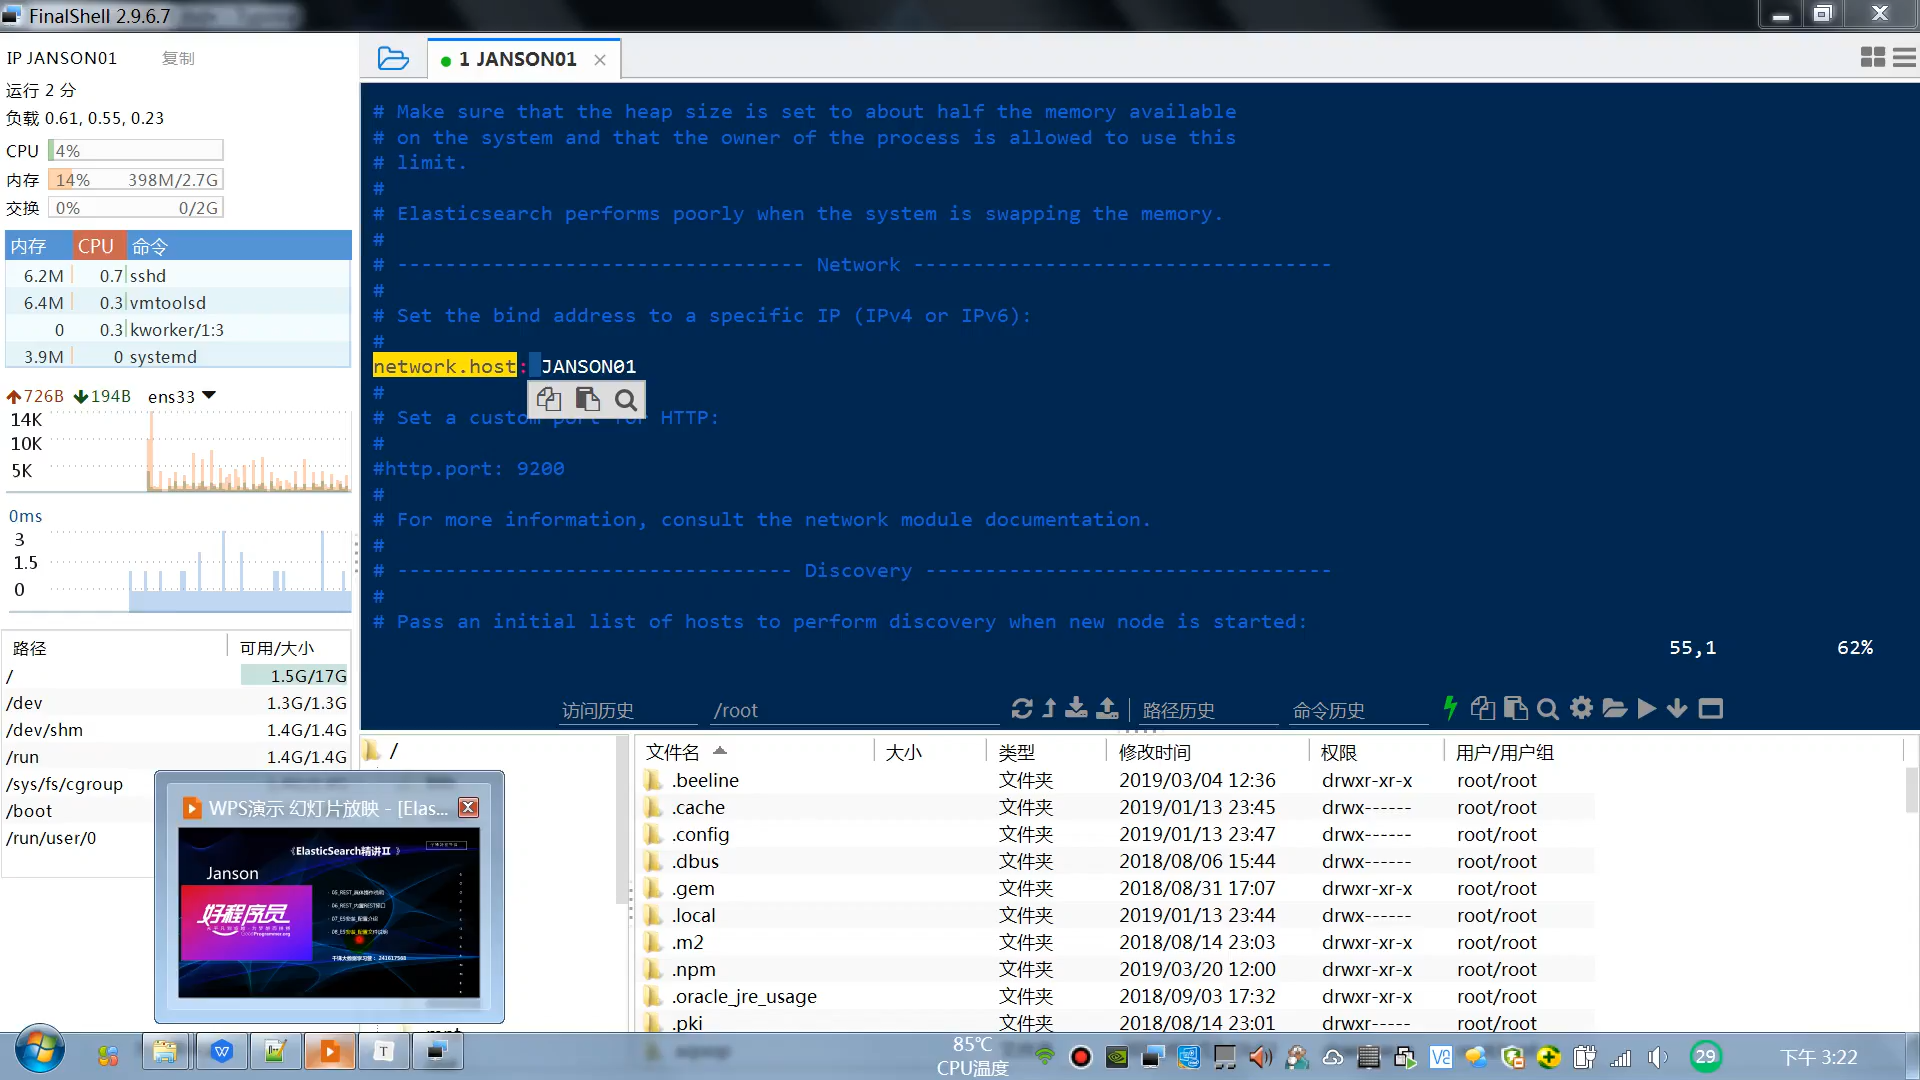 FinalShell 2.9.6.7
IP JANSON01 复制
运行 2 分
负载 0.61, 0.55, 0.23
CPU 4%
内存 14% 398M/2.7G
交换 0% 0/2G
内存 CPU 命令
6.2M 0.7 sshd
6.4M 0.3 vmtoolsd
0 0.3 kworker/1:3
3.9M 0 systemd
726B 194B ens33
14K
10K
5K
0ms
3
1.5
0
路径 可用/大小
/ 1.5G/17G
/dev 1.3G/1.3G
/dev/shm 1.4G/1.4G
/run 1.4G/1.4G
/sys/fs/cgroup
/boot
/run/user/0
1 JANSON01
# Make sure that the heap size is set to about half the memory available
# on the system and that the owner of the process is allowed to use this
# limit.
#
# Elasticsearch performs poorly when the system is swapping the memory.
#
# ---------------------------------- Network -----------------------------------
#
# Set the bind address to a specific IP (IPv4 or IPv6):
#
network.host: JANSON01
#
# Set a custom port for HTTP:
#
#http.port: 9200
#
# For more information, consult the network module documentation.
#
# --------------------------------- Discovery ----------------------------------
#
# Pass an initial list of hosts to perform discovery when new node is started:
55,1 62%
访问历史 /root 路径历史 命令历史
/
文件名 大小 类型 修改时间 权限 用户/用户组
.beeline 文件夹 2019/03/04 12:36 drwxr-xr-x root/root
.cache 文件夹 2019/01/13 23:45 drwx------ root/root
.config 文件夹 2019/01/13 23:47 drwx------ root/root
.dbus 文件夹 2018/08/06 15:44 drwx------ root/root
.gem 文件夹 2018/08/31 17:07 drwxr-xr-x root/root
.local 文件夹 2019/01/13 23:44 drwx------ root/root
.m2 文件夹 2018/08/14 23:03 drwxr-xr-x root/root
.npm 文件夹 2019/03/20 12:00 drwxr-xr-x root/root
.oracle_jre_usage 文件夹 2018/09/03 17:32 drwxr-xr-x root/root
.pki 文件夹 2018/08/14 23:01 drwxr----- root/root
WPS演示 幻灯片放映 - [Elas...
《ElasticSearch精讲Ⅱ 》
Janson
好程序员
85℃
CPU温度
29
下午 3:22